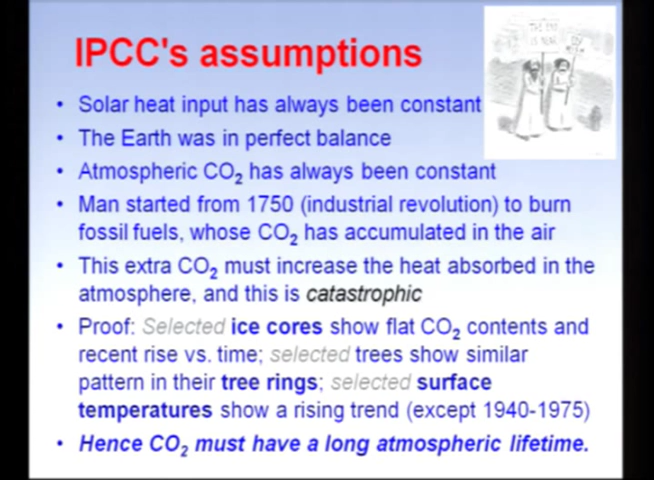 IPCC's assumptions
THE END
IS NEAR
• Solar heat input has always been constant
• The Earth was in perfect balance
• Atmospheric CO₂ has always been constant
• Man started from 1750 (industrial revolution) to burn
fossil fuels, whose CO₂ has accumulated in the air
• This extra CO₂ must increase the heat absorbed in the
atmosphere, and this is catastrophic
• Proof: Selected ice cores show flat CO₂ contents and
recent rise vs. time; selected trees show similar
pattern in their tree rings; selected surface
temperatures show a rising trend (except 1940-1975)
• Hence CO₂ must have a long atmospheric lifetime.